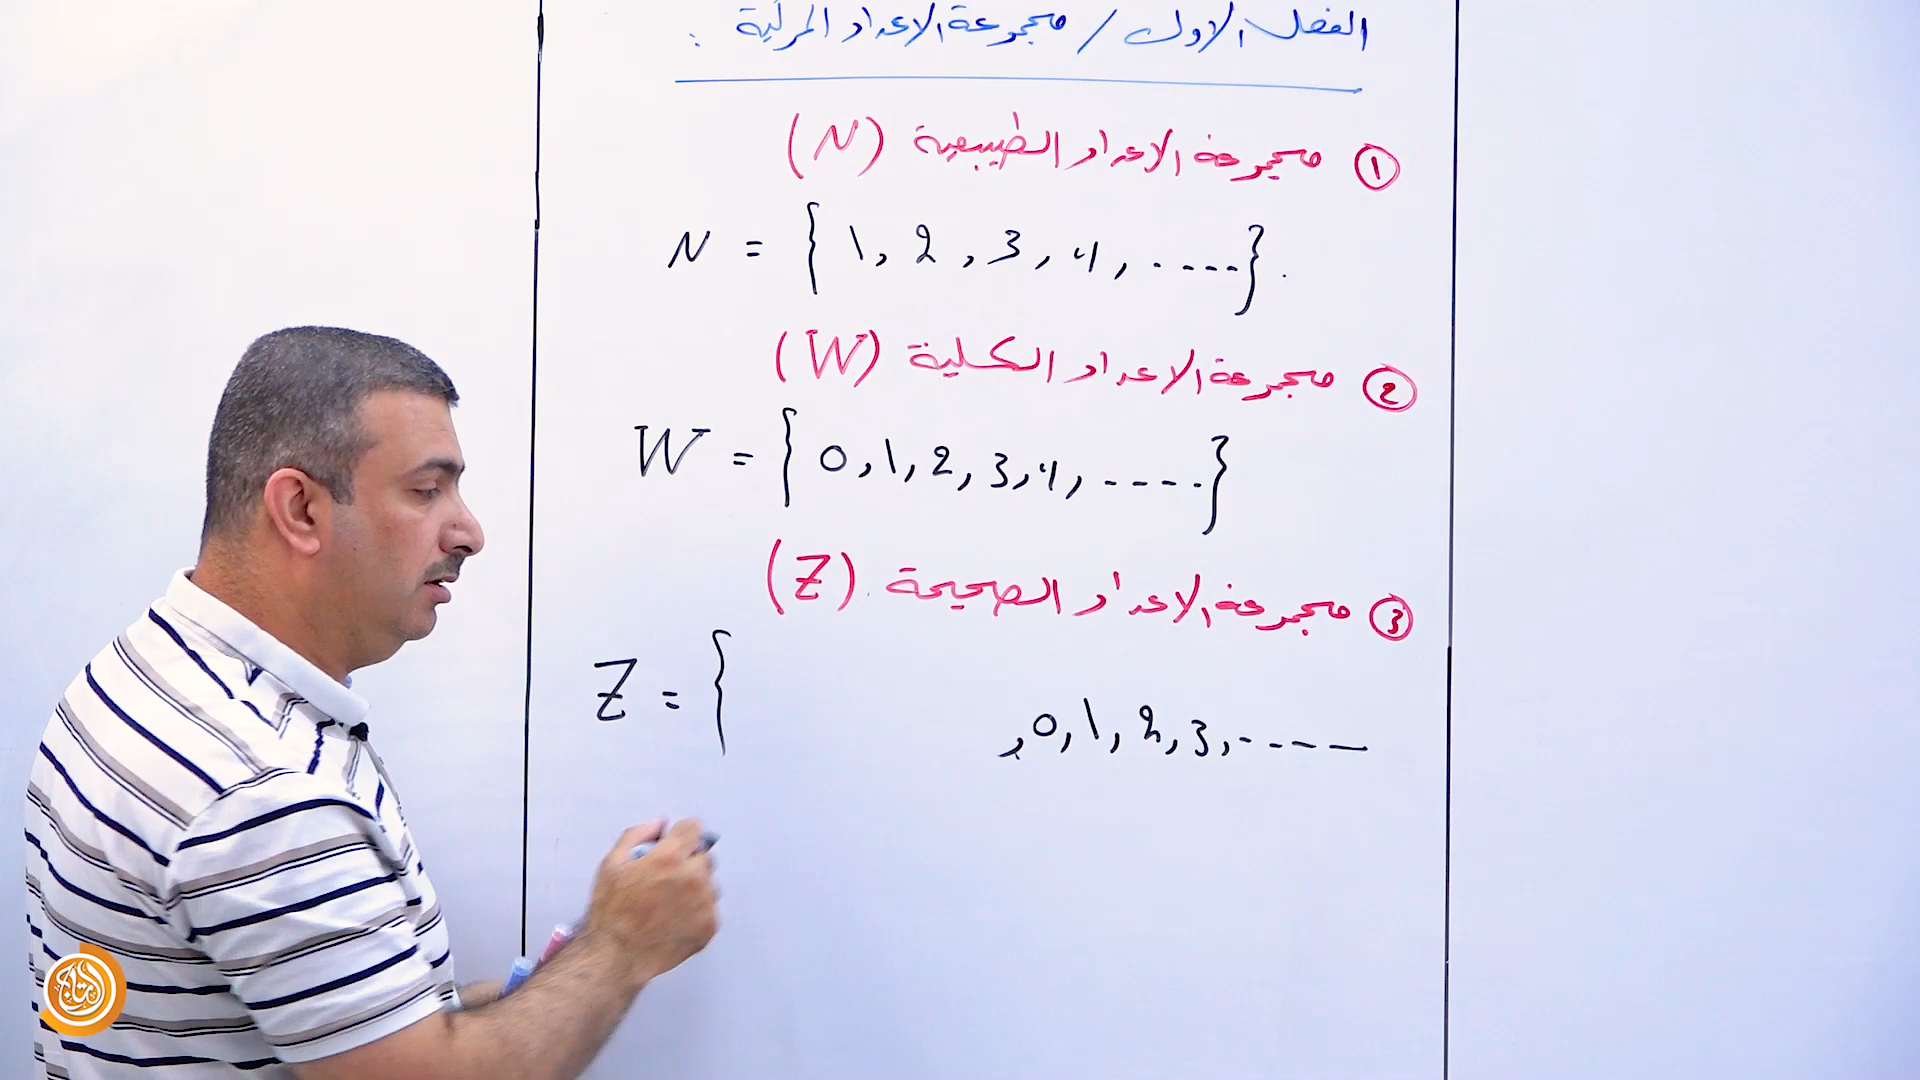 الفصل الاول / مجموعة الاعداد المركبة :
① مجموعة الاعداد الطبيعية (N)
N = { 1, 2, 3, 4, ..... }.
② مجموعة الاعداد الكلية (W)
W = { 0, 1, 2, 3, 4, ..... }
③ مجموعة الاعداد الصحيحة (Z)
Z = { , 0, 1, 2, 3, .....